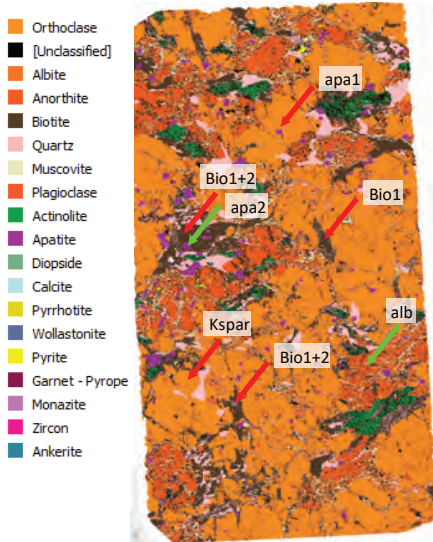 Orthoclase
[Unclassified]
Albite
Anorthite
Biotite
Quartz
Muscovite
Plagioclase
Actinolite
Apatite
Diopside
Calcite
Pyrrhotite
Wollastonite
Pyrite
Garnet - Pyrope
Monazite
Zircon
Ankerite
apa1
Bio1+2
apa2
Bio1
Kspar
alb
Bio1+2